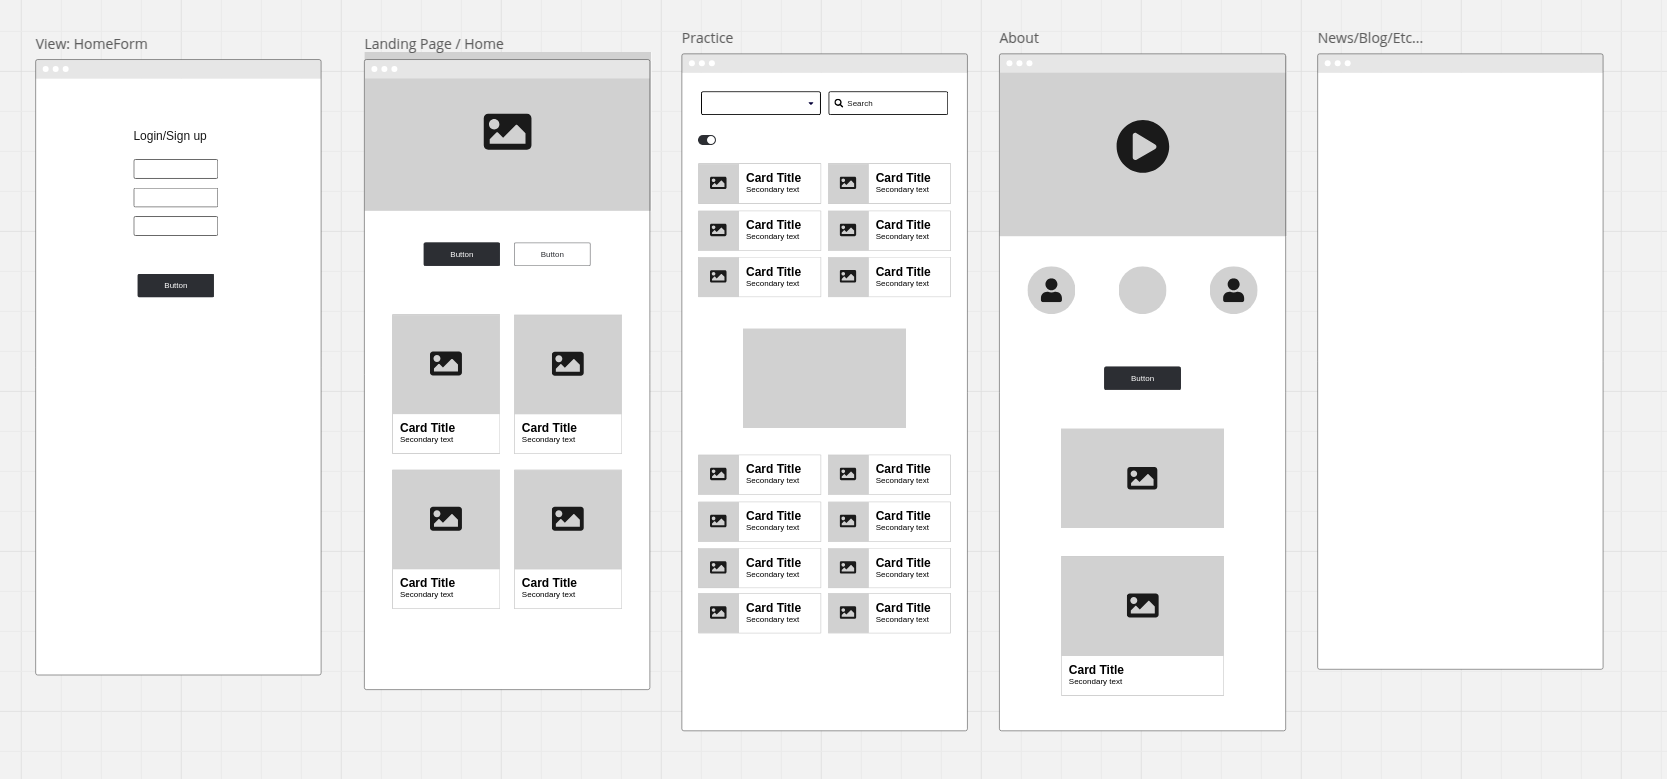 View: HomeForm
Login/Sign up
Button
Landing Page / Home
Button
Button
Card Title
Secondary text
Card Title
Secondary text
Card Title
Secondary text
Card Title
Secondary text
Practice
Search
Card Title
Secondary text
Card Title
Secondary text
Card Title
Secondary text
Card Title
Secondary text
Card Title
Secondary text
Card Title
Secondary text
Card Title
Secondary text
Card Title
Secondary text
Card Title
Secondary text
Card Title
Secondary text
Card Title
Secondary text
Card Title
Secondary text
Card Title
Secondary text
Card Title
Secondary text
About
Button
Card Title
Secondary text
News/Blog/Etc...